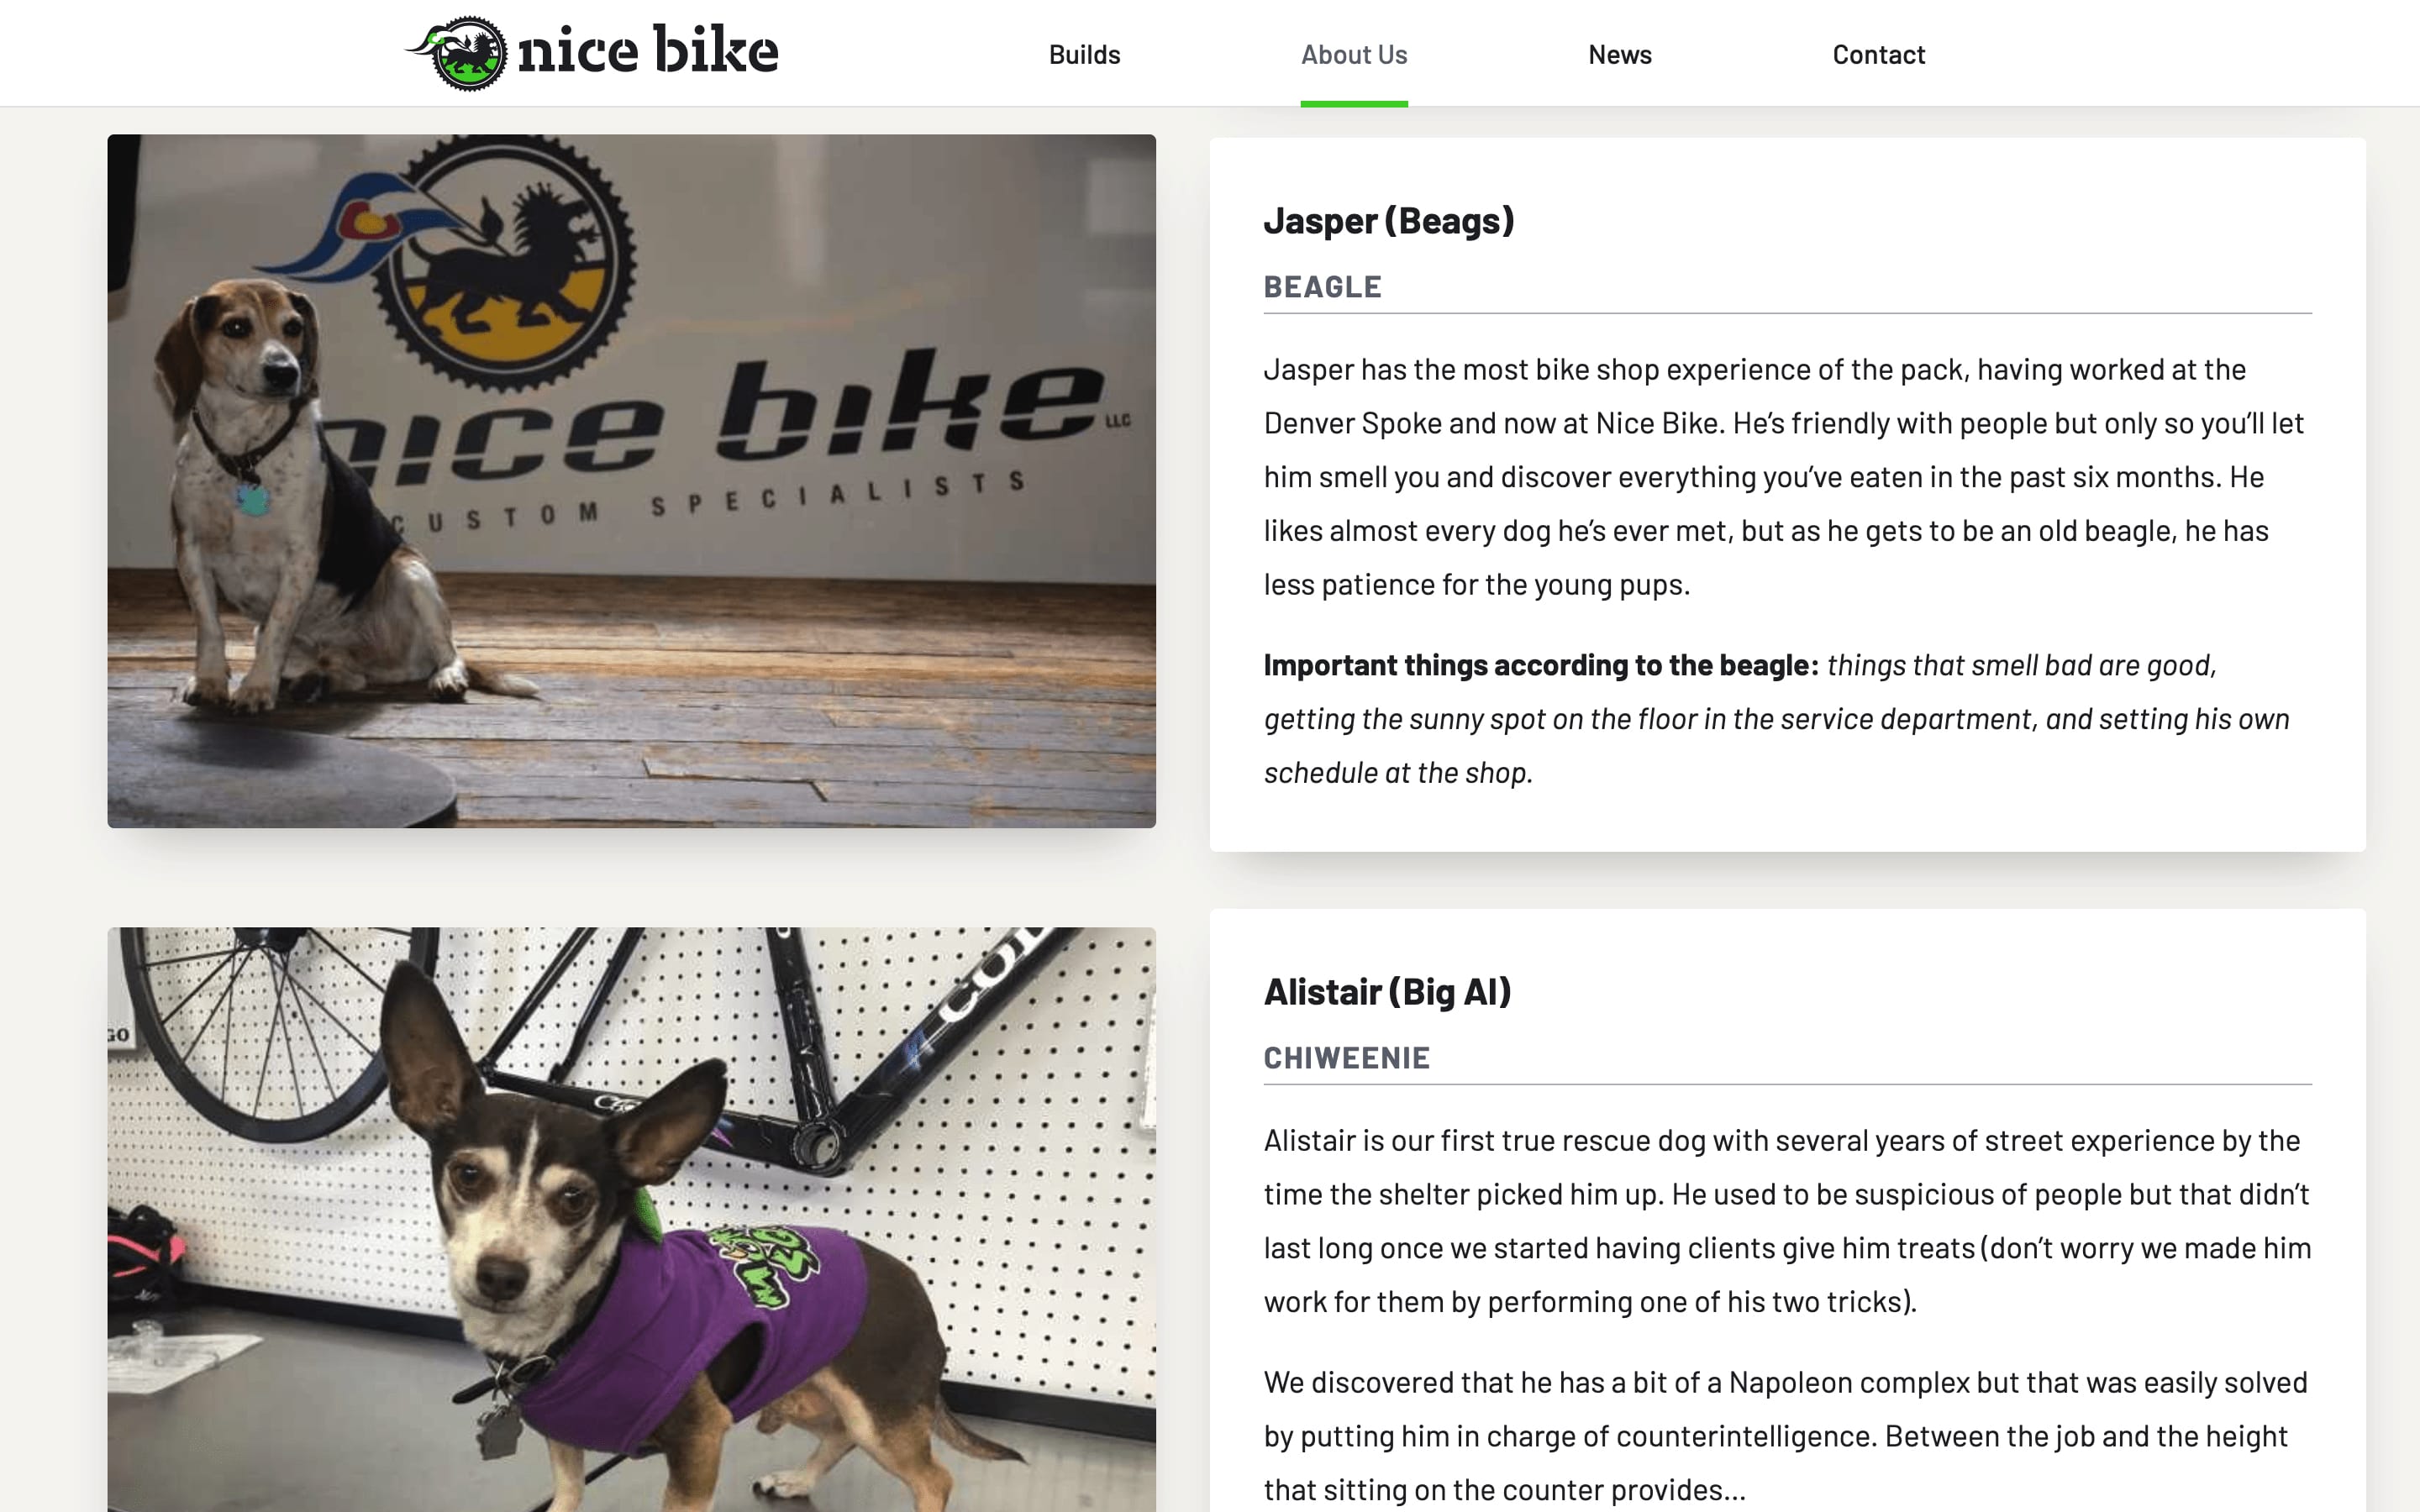 nice bike
Builds
About Us
News
Contact
nice bike LLC
CUSTOM SPECIALISTS
Jasper (Beags)
BEAGLE
Jasper has the most bike shop experience of the pack, having worked at the
Denver Spoke and now at Nice Bike. He’s friendly with people but only so you’ll let
him smell you and discover everything you’ve eaten in the past six months. He
likes almost every dog he’s ever met, but as he gets to be an old beagle, he has
less patience for the young pups.
Important things according to the beagle: things that smell bad are good,
getting the sunny spot on the floor in the service department, and setting his own
schedule at the shop.
GO
Alistair (Big Al)
CHIWEENIE
Alistair is our first true rescue dog with several years of street experience by the
time the shelter picked him up. He used to be suspicious of people but that didn’t
last long once we started having clients give him treats (don’t worry we made him
work for them by performing one of his two tricks).
We discovered that he has a bit of a Napoleon complex but that was easily solved
by putting him in charge of counterintelligence. Between the job and the height
that sitting on the counter provides...